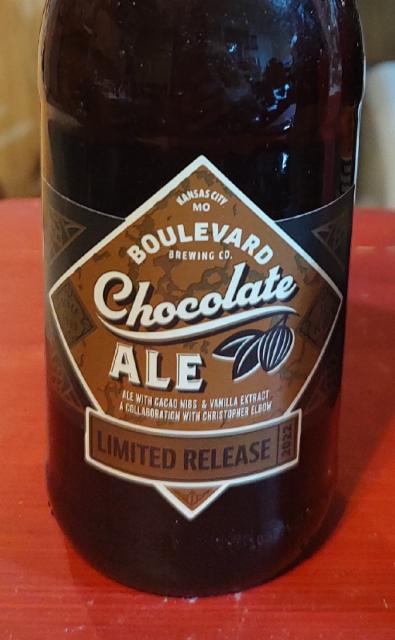 KANSAS CITY
MO
BOULEVARD
BREWING CO.
Chocolate
ALE
ALE WITH CACAO NIBS & VANILLA EXTRACT
A COLLABORATION WITH CHRISTOPHER ELBOW
LIMITED RELEASE
2022